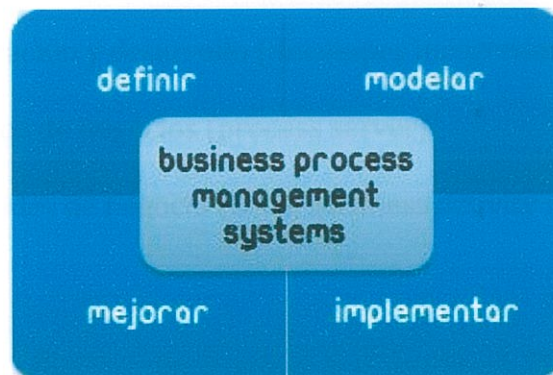 definir
modelar
business process
management
systems
mejorar
implementar